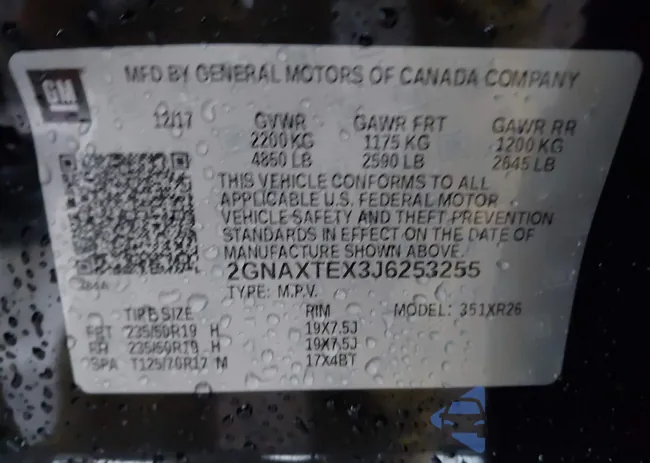 GM
MFD BY GENERAL MOTORS OF CANADA COMPANY
12/17 GVWR GAWR FRT GAWR RR
2200 KG 1175 KG 1200 KG
4850 LB 2590 LB 2645 LB
THIS VEHICLE CONFORMS TO ALL
APPLICABLE U.S. FEDERAL MOTOR
VEHICLE SAFETY AND THEFT PREVENTION
STANDARDS IN EFFECT ON THE DATE OF
MANUFACTURE SHOWN ABOVE.
2GNAXTEX3J6253255
TYPE: M.P.V.
TIRE SIZE RIM MODEL: 351XR26
FRT 235/50R19 H 19X7.5J
RR 235/50R19 H 19X7.5J
SPA T125/70R17 M 17X4BT